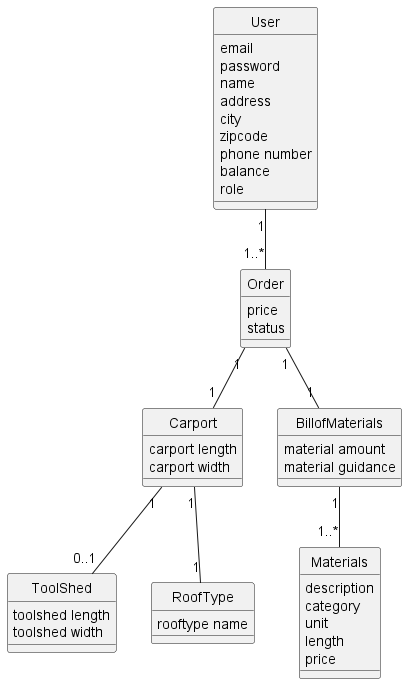 User
email
password
name
address
city
zipcode
phone number
balance
role
1
1..*
Order
price
status
1
1
1
1
Carport
carport length
carport width
BillofMaterials
material amount
material guidance
1
1
1
0..1
1
1..*
ToolShed
toolshed length
toolshed width
RoofType
rooftype name
Materials
description
category
unit
length
price